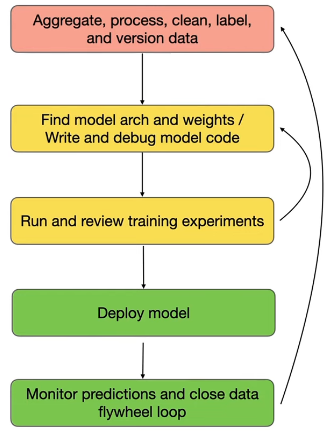 Aggregate, process, clean, label,
and version data
Find model arch and weights /
Write and debug model code
Run and review training experiments
Deploy model
Monitor predictions and close data
flywheel loop